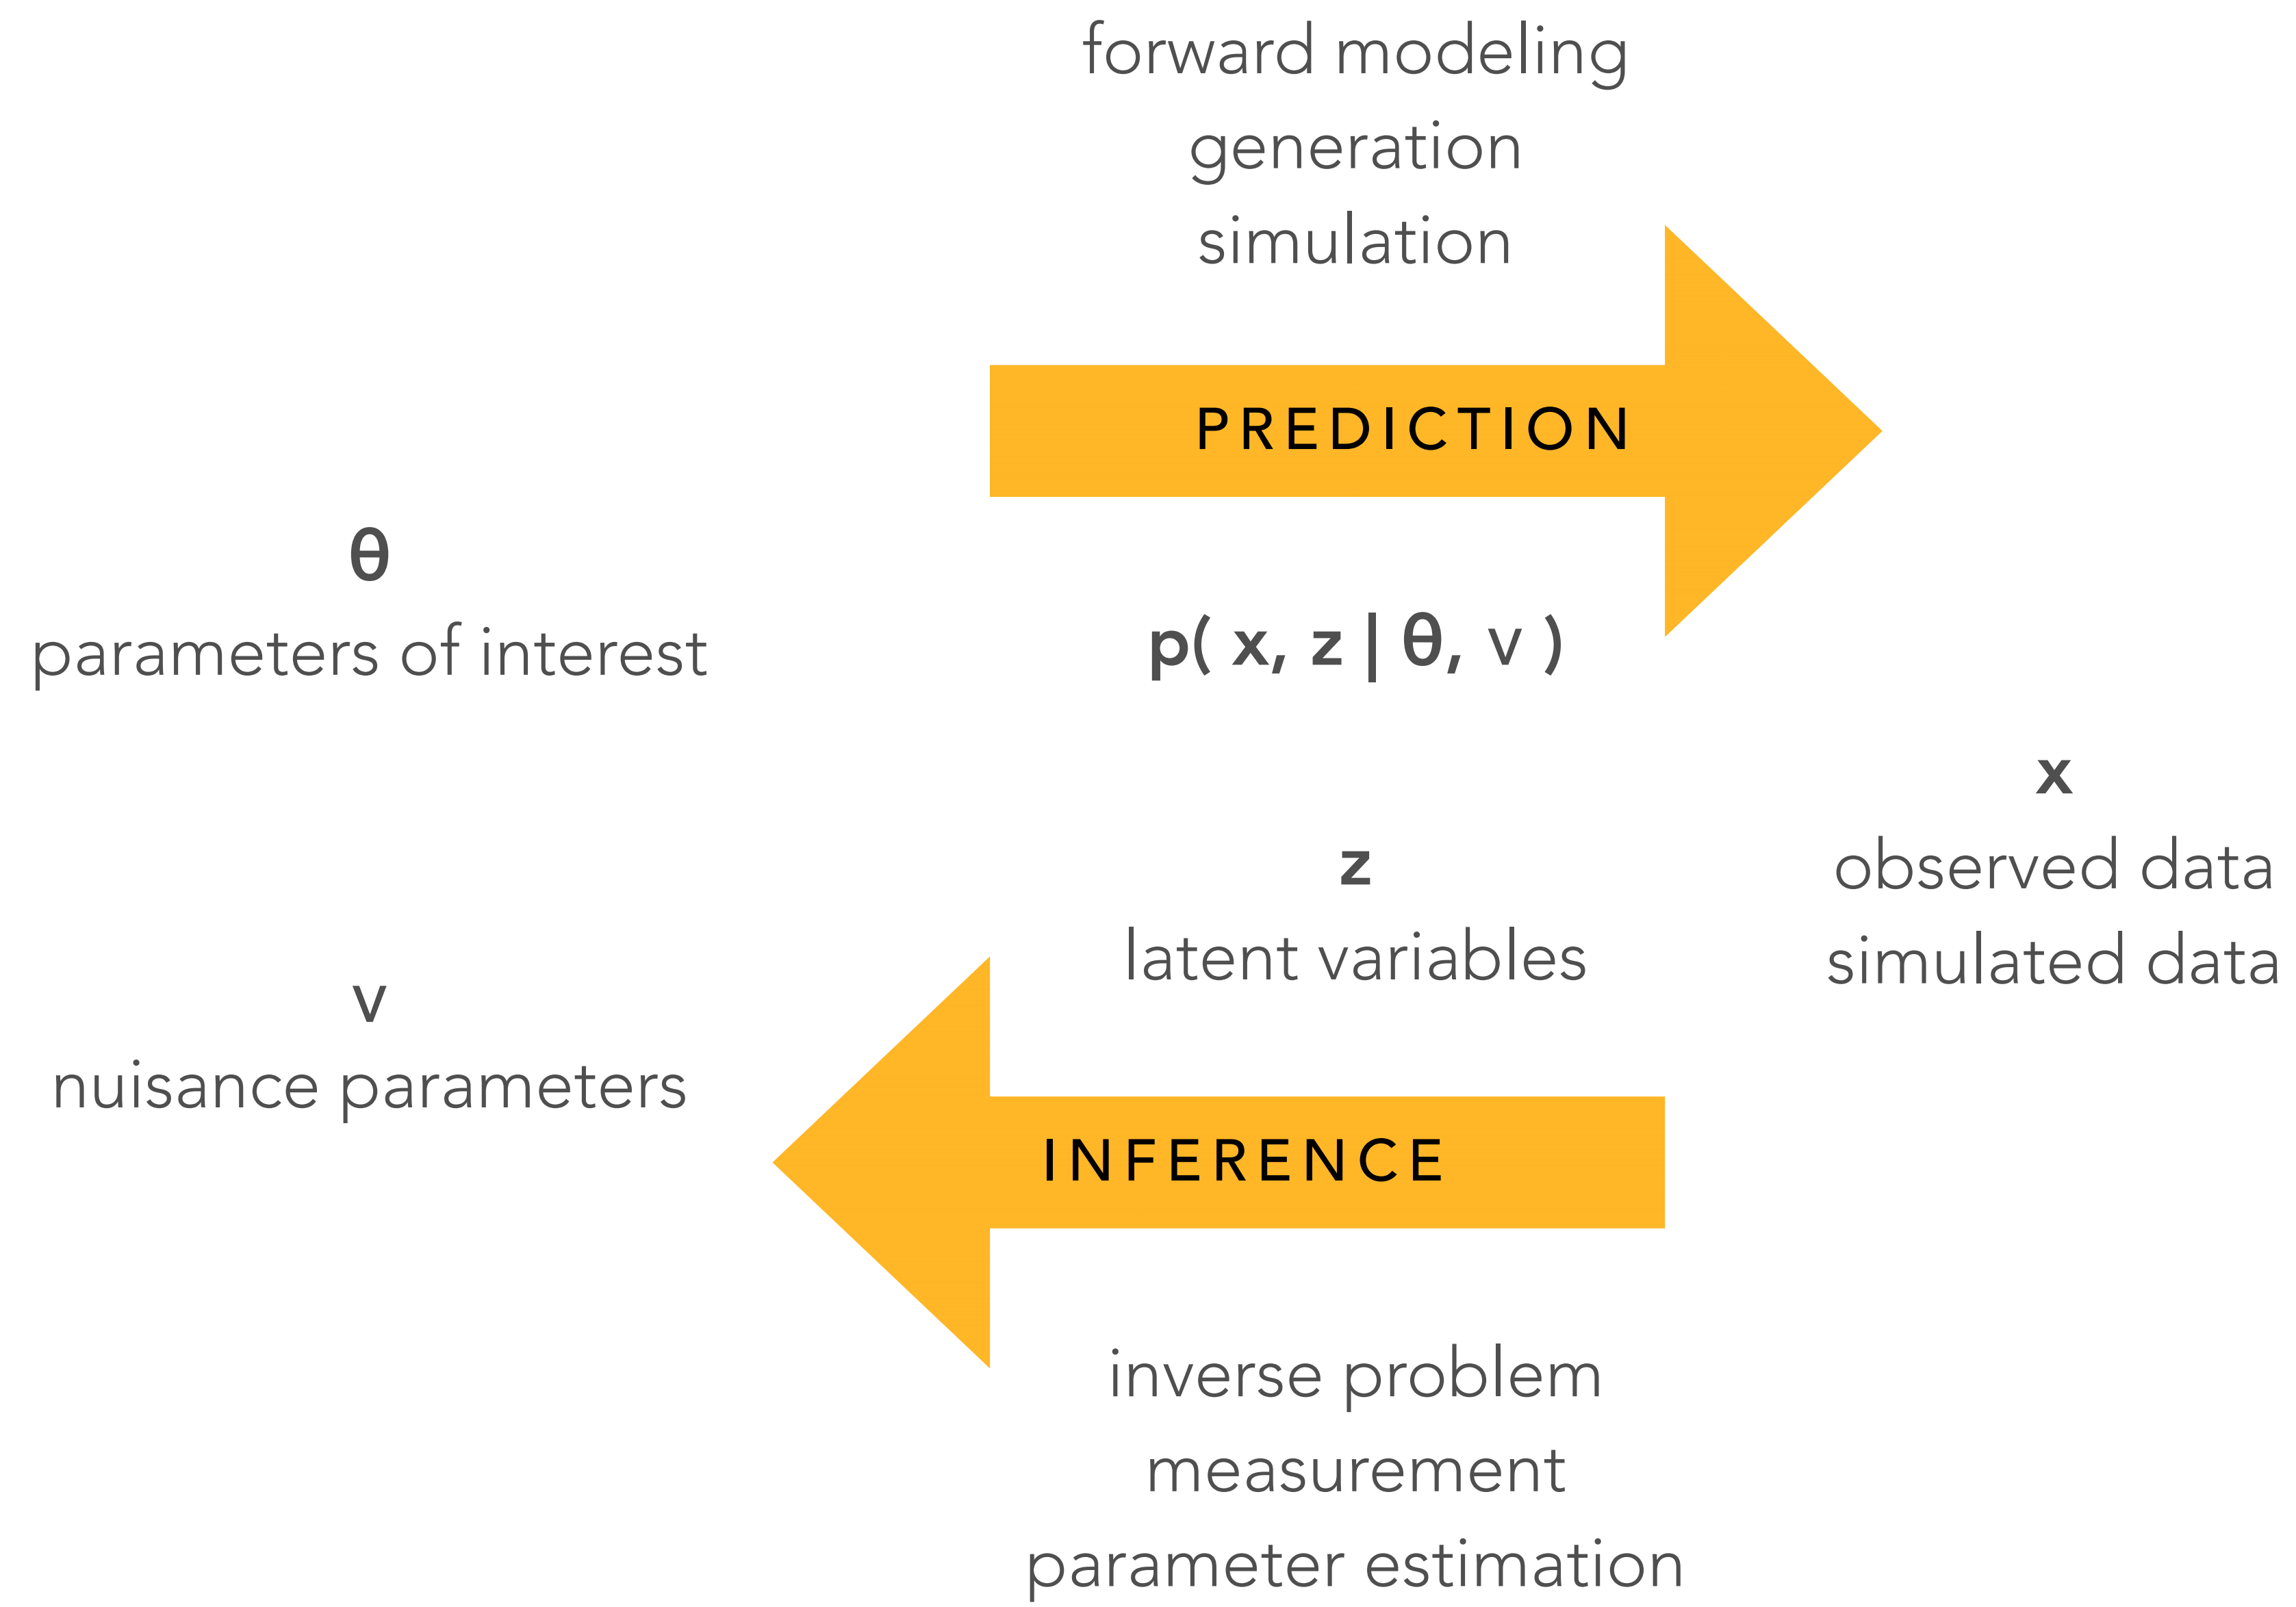 forward modeling
generation
simulation
PREDICTION
θ
parameters of interest
p( x, z | θ, ν )
x
observed data
simulated data
z
latent variables
ν
nuisance parameters
INFERENCE
inverse problem
measurement
parameter estimation